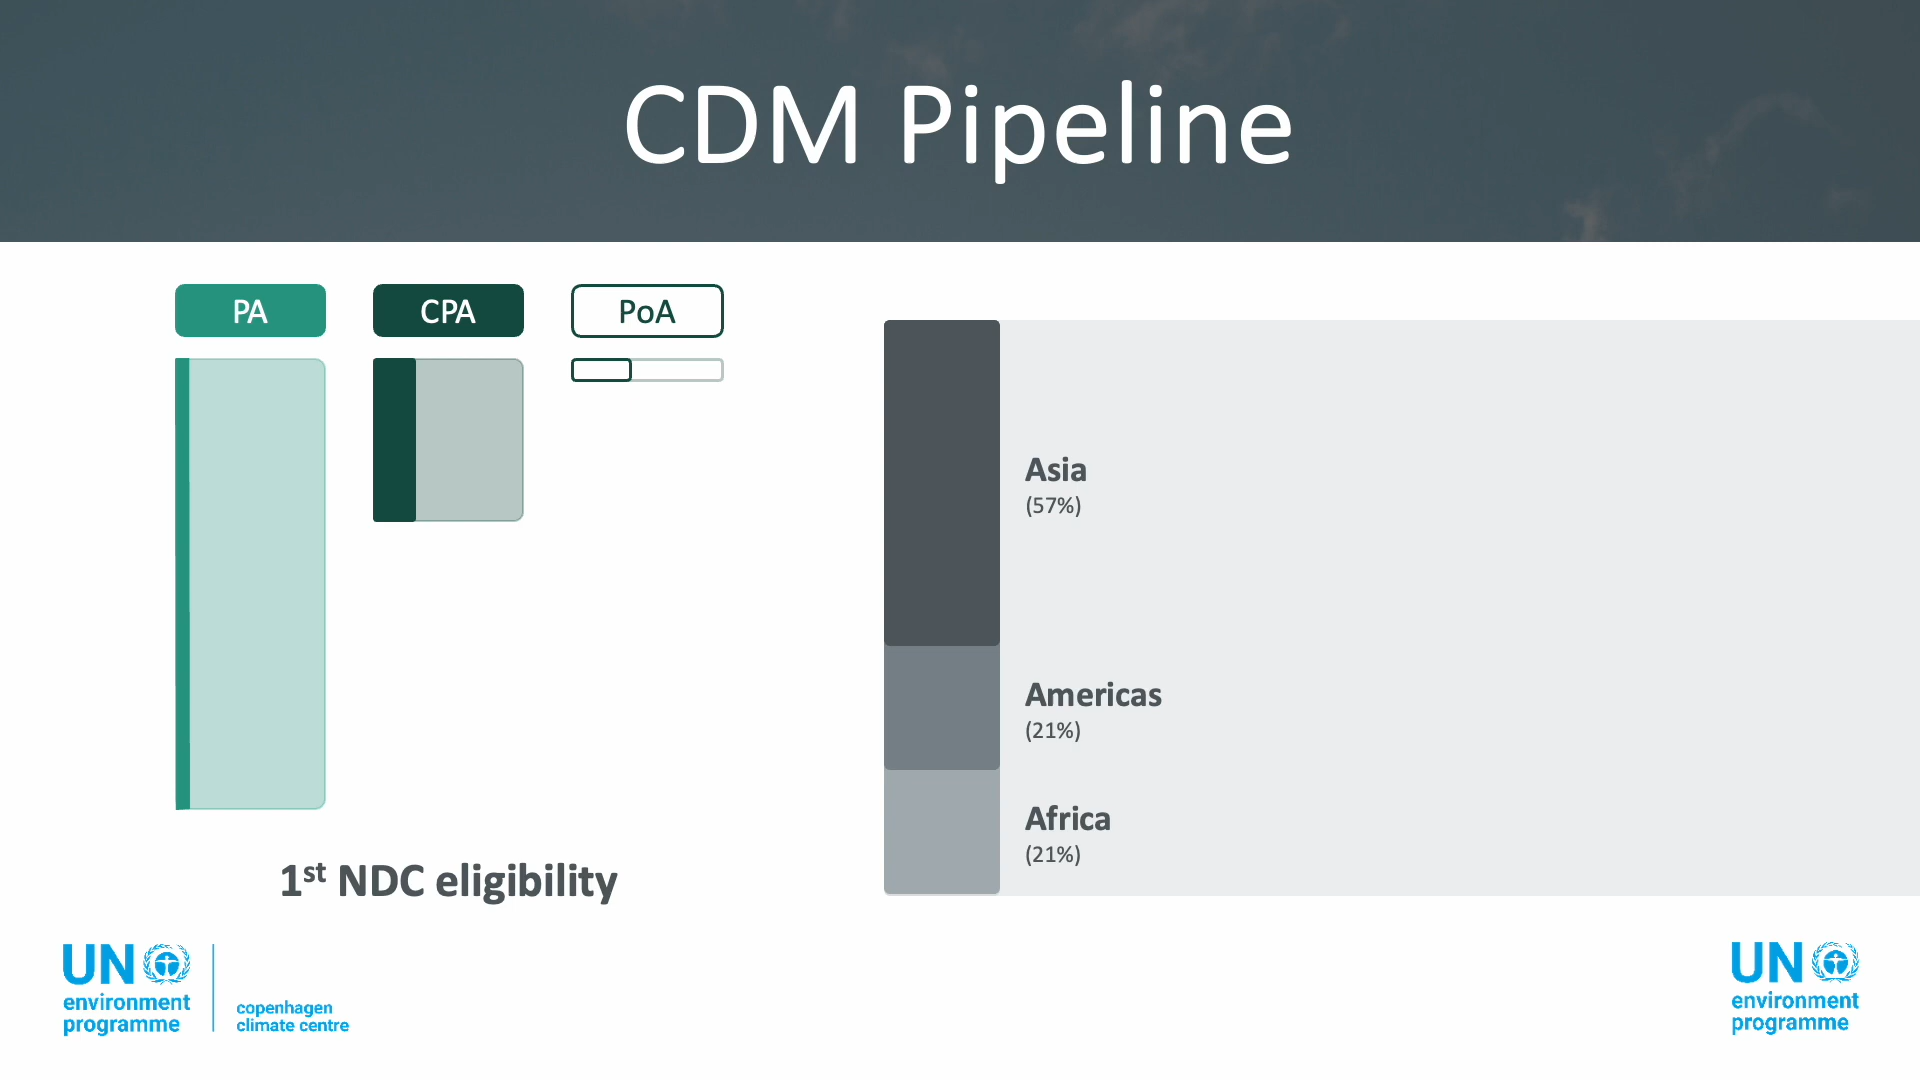 CDM Pipeline
PA
CPA
PoA
1st NDC eligibility
Asia
(57%)
Americas
(21%)
Africa
(21%)
UN
environment
programme
copenhagen
climate centre
UN
environment
programme